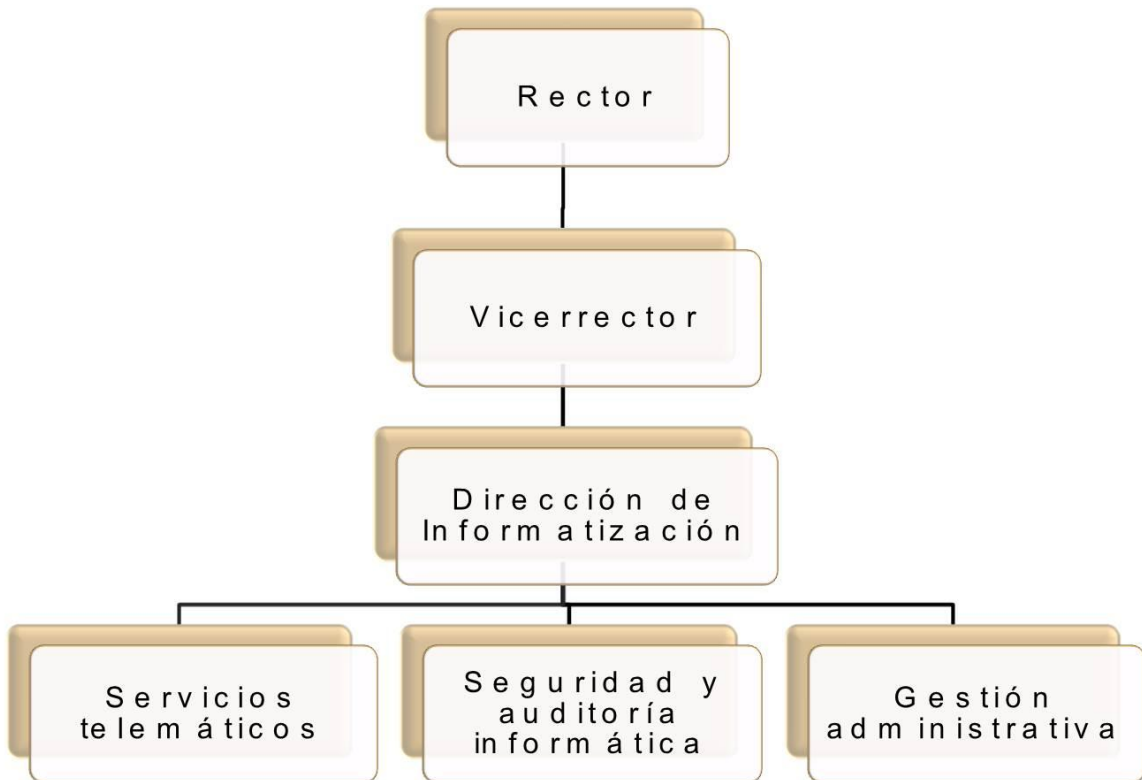 Rector
Vicerrector
Dirección de
Informatización
Servicios
telemáticos
Seguridad y
auditoría
informática
Gestión
administrativa